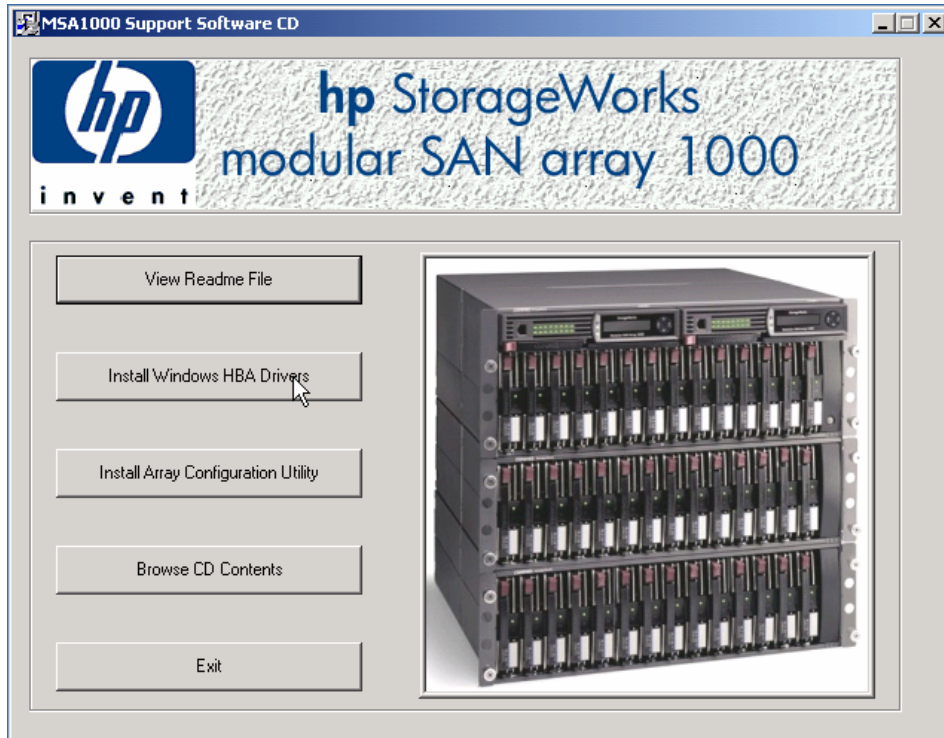 MSA1000 Support Software CD
hp
invent
hp StorageWorks
modular SAN array 1000
View Readme File
Install Windows HBA Drivers
Install Array Configuration Utility
Browse CD Contents
Exit